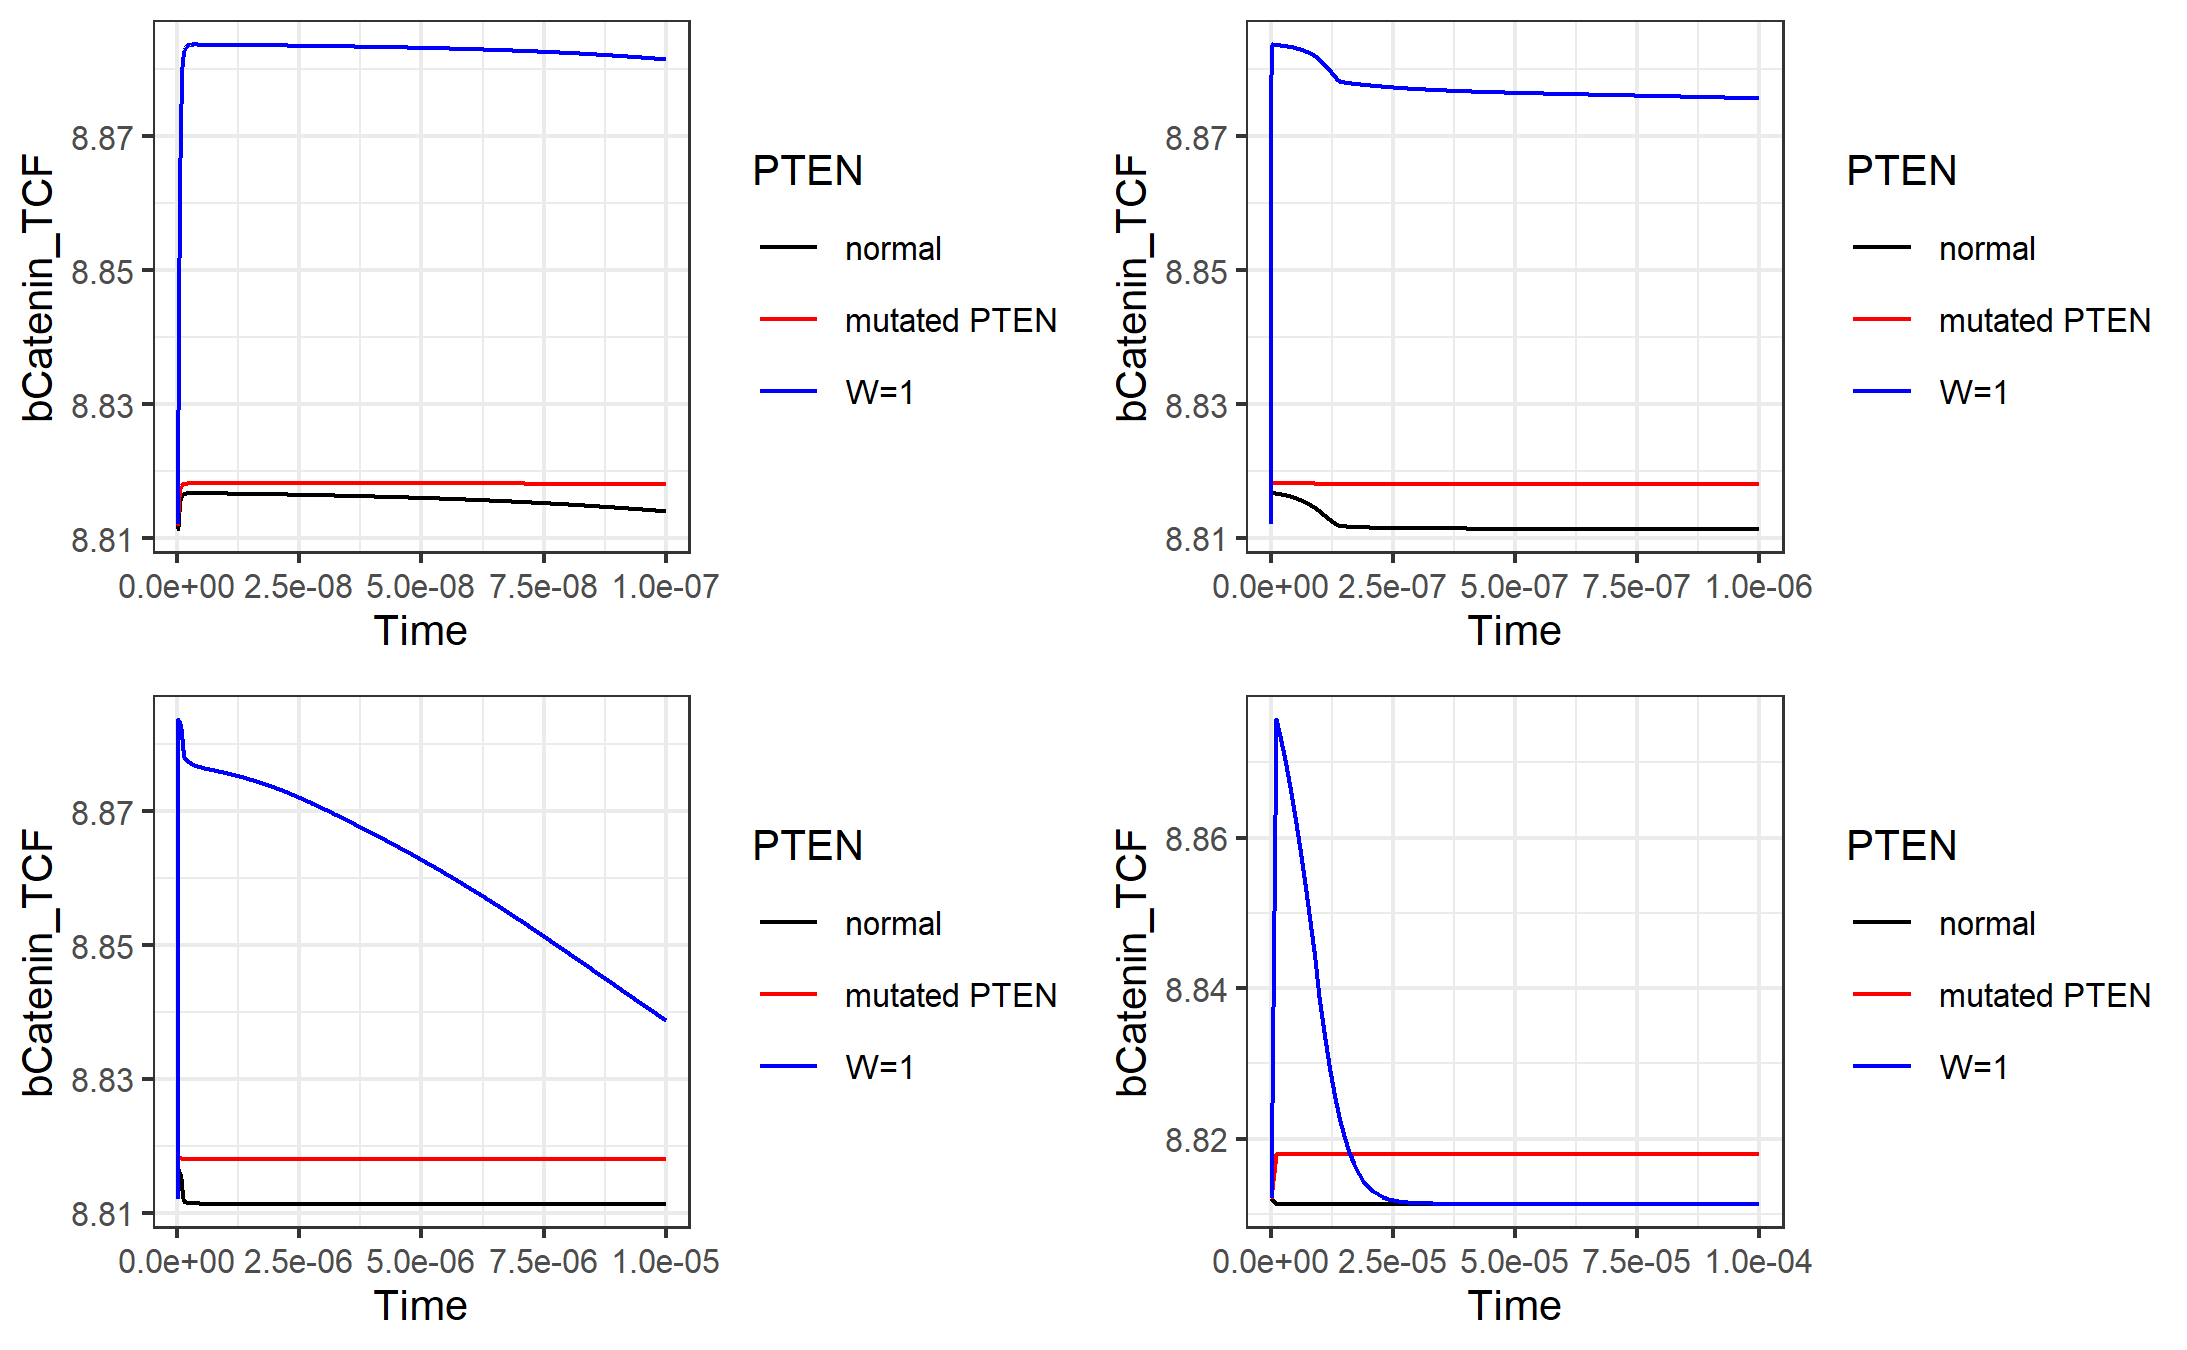 bCatenin_TCF
8.87
8.85
8.83
8.81
0.0e+00 2.5e-08 5.0e-08 7.5e-08 1.0e-07
Time
PTEN
normal
mutated PTEN
W=1
bCatenin_TCF
8.87
8.85
8.83
8.81
0.0e+00 2.5e-07 5.0e-07 7.5e-07 1.0e-06
Time
PTEN
normal
mutated PTEN
W=1
bCatenin_TCF
8.87
8.85
8.83
8.81
0.0e+00 2.5e-06 5.0e-06 7.5e-06 1.0e-05
Time
PTEN
normal
mutated PTEN
W=1
bCatenin_TCF
8.86
8.84
8.82
0.0e+00 2.5e-05 5.0e-05 7.5e-05 1.0e-04
Time
PTEN
normal
mutated PTEN
W=1